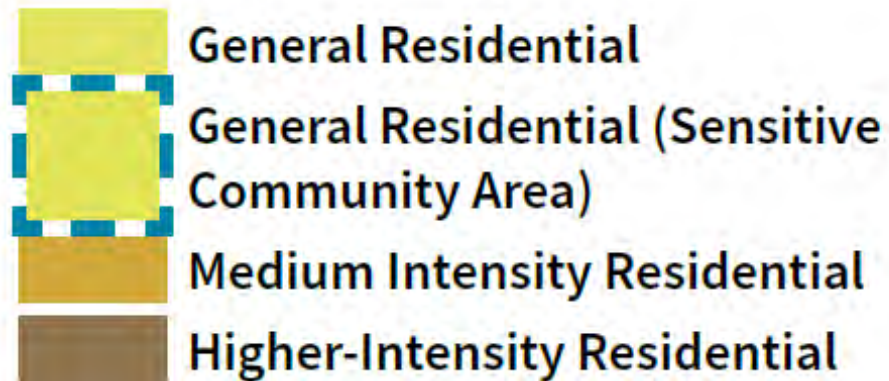 General Residential
General Residential (Sensitive
Community Area)
Medium Intensity Residential
Higher-Intensity Residential